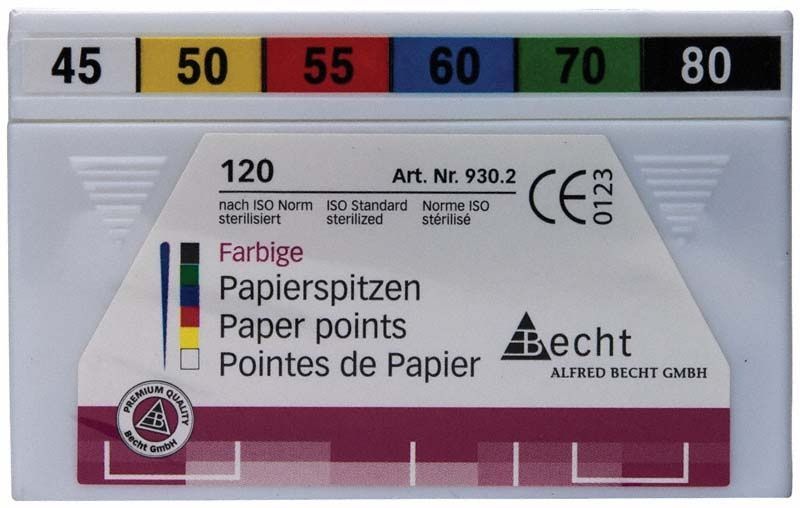 45 50 55 60 70 80
120 Art. Nr. 930.2
nach ISO Norm ISO Standard Norme ISO
sterilisiert sterilized stérilisé
CE 0123
Farbige
Papierspitzen
Paper points
Pointes de Papier
Becht
ALFRED BECHT GMBH
PREMIUM QUALITY
B
Becht GmbH